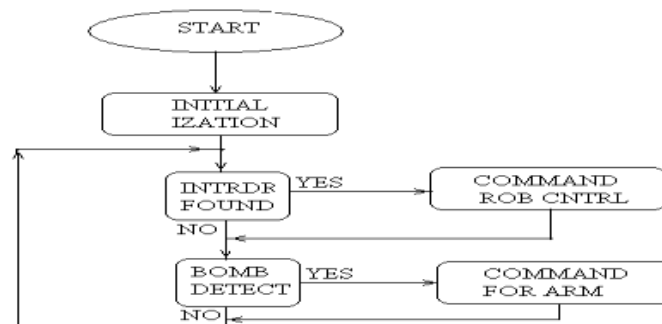 START
INITIAL
IZATION
INTRDR
FOUND
YES
COMMAND
ROB CNTRL
NO
BOMB
DETECT
YES
COMMAND
FOR ARM
NO